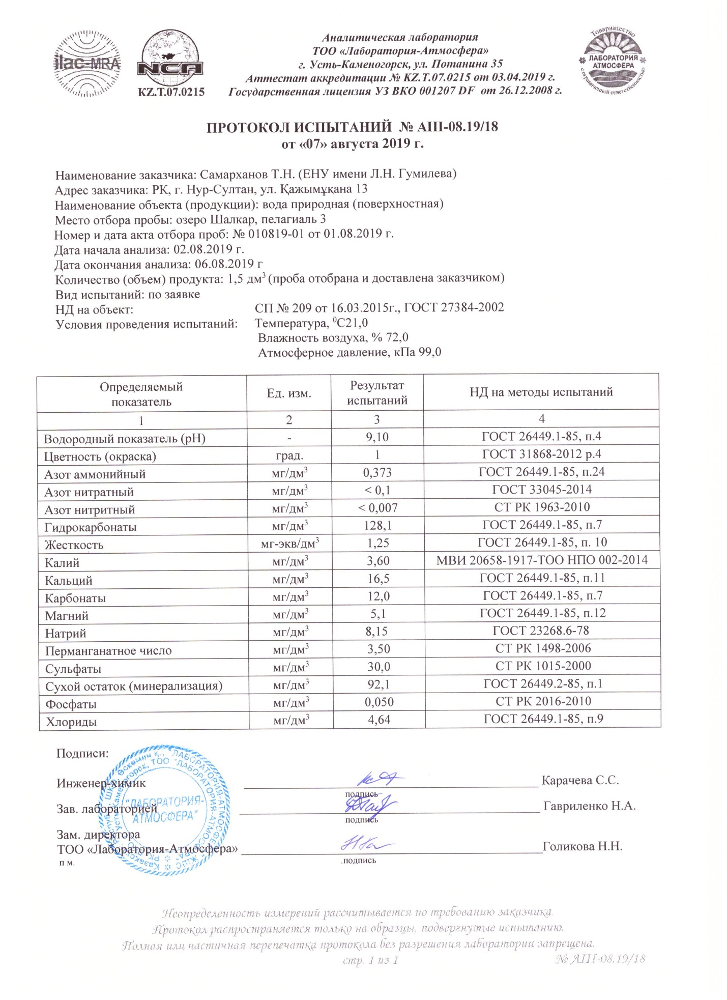 ilac-MRA
NCA
KZ.T.07.0215
Аналитическая лаборатория
ТОО «Лаборатория-Атмосфера»
г. Усть-Каменогорск, ул. Потанина 35
Аттестат аккредитации № KZ.T.07.0215 от 03.04.2019 г.
Государственная лицензия УЗ ВКО 001207 DF от 26.12.2008 г.
Товарищество
ЛАБОРАТОРИЯ
АТМОСФЕРА
с ограниченной ответственностью
ПРОТОКОЛ ИСПЫТАНИЙ № АШ-08.19/18
от «07» августа 2019 г.
Наименование заказчика: Самарханов Т.Н. (ЕНУ имени Л.Н. Гумилева)
Адрес заказчика: РК, г. Нур-Султан, ул. Қажымұқана 13
Наименование объекта (продукции): вода природная (поверхностная)
Место отбора пробы: озеро Шалкар, пелагиаль 3
Номер и дата акта отбора проб: № 010819-01 от 01.08.2019 г.
Дата начала анализа: 02.08.2019 г.
Дата окончания анализа: 06.08.2019 г
Количество (объем) продукта: 1,5 дм³ (проба отобрана и доставлена заказчиком)
Вид испытаний: по заявке
НД на объект: СП № 209 от 16.03.2015г., ГОСТ 27384-2002
Условия проведения испытаний: Температура, ⁰С21,0
Влажность воздуха, % 72,0
Атмосферное давление, кПа 99,0
Определяемый показатель Ед. изм. Результат испытаний НД на методы испытаний
1 2 3 4
Водородный показатель (рН) - 9,10 ГОСТ 26449.1-85, п.4
Цветность (окраска) град. 1 ГОСТ 31868-2012 р.4
Азот аммонийный мг/дм³ 0,373 ГОСТ 26449.1-85, п.24
Азот нитратный мг/дм³ < 0,1 ГОСТ 33045-2014
Азот нитритный мг/дм³ < 0,007 СТ РК 1963-2010
Гидрокарбонаты мг/дм³ 128,1 ГОСТ 26449.1-85, п.7
Жесткость мг-экв/дм³ 1,25 ГОСТ 26449.1-85, п. 10
Калий мг/дм³ 3,60 МВИ 20658-1917-ТОО НПО 002-2014
Кальций мг/дм³ 16,5 ГОСТ 26449.1-85, п.11
Карбонаты мг/дм³ 12,0 ГОСТ 26449.1-85, п.7
Магний мг/дм³ 5,1 ГОСТ 26449.1-85, п.12
Натрий мг/дм³ 8,15 ГОСТ 23268.6-78
Перманганатное число мг/дм³ 3,50 СТ РК 1498-2006
Сульфаты мг/дм³ 30,0 СТ РК 1015-2000
Сухой остаток (минерализация) мг/дм³ 92,1 ГОСТ 26449.2-85, п.1
Фосфаты мг/дм³ 0,050 СТ РК 2016-2010
Хлориды мг/дм³ 4,64 ГОСТ 26449.1-85, п.9
Подписи:
Инженер-химик Карачева С.С.
подпись
Зав. лабораторией Гавриленко Н.А.
подпись
Зам. директора
ТОО «Лаборатория-Атмосфера» Голикова Н.Н.
п м. .подпись
"ЛАБОРАТОРИЯ-
АТМОСФЕРА"
Неопределенность измерений рассчитывается по требованию заказчика.
Протокол распространяется только на образцы, подвергнутые испытанию.
Полная или частичная перепечатка протокола без разрешения лаборатории запрещена.
стр. 1 из 1 № АШ-08.19/18